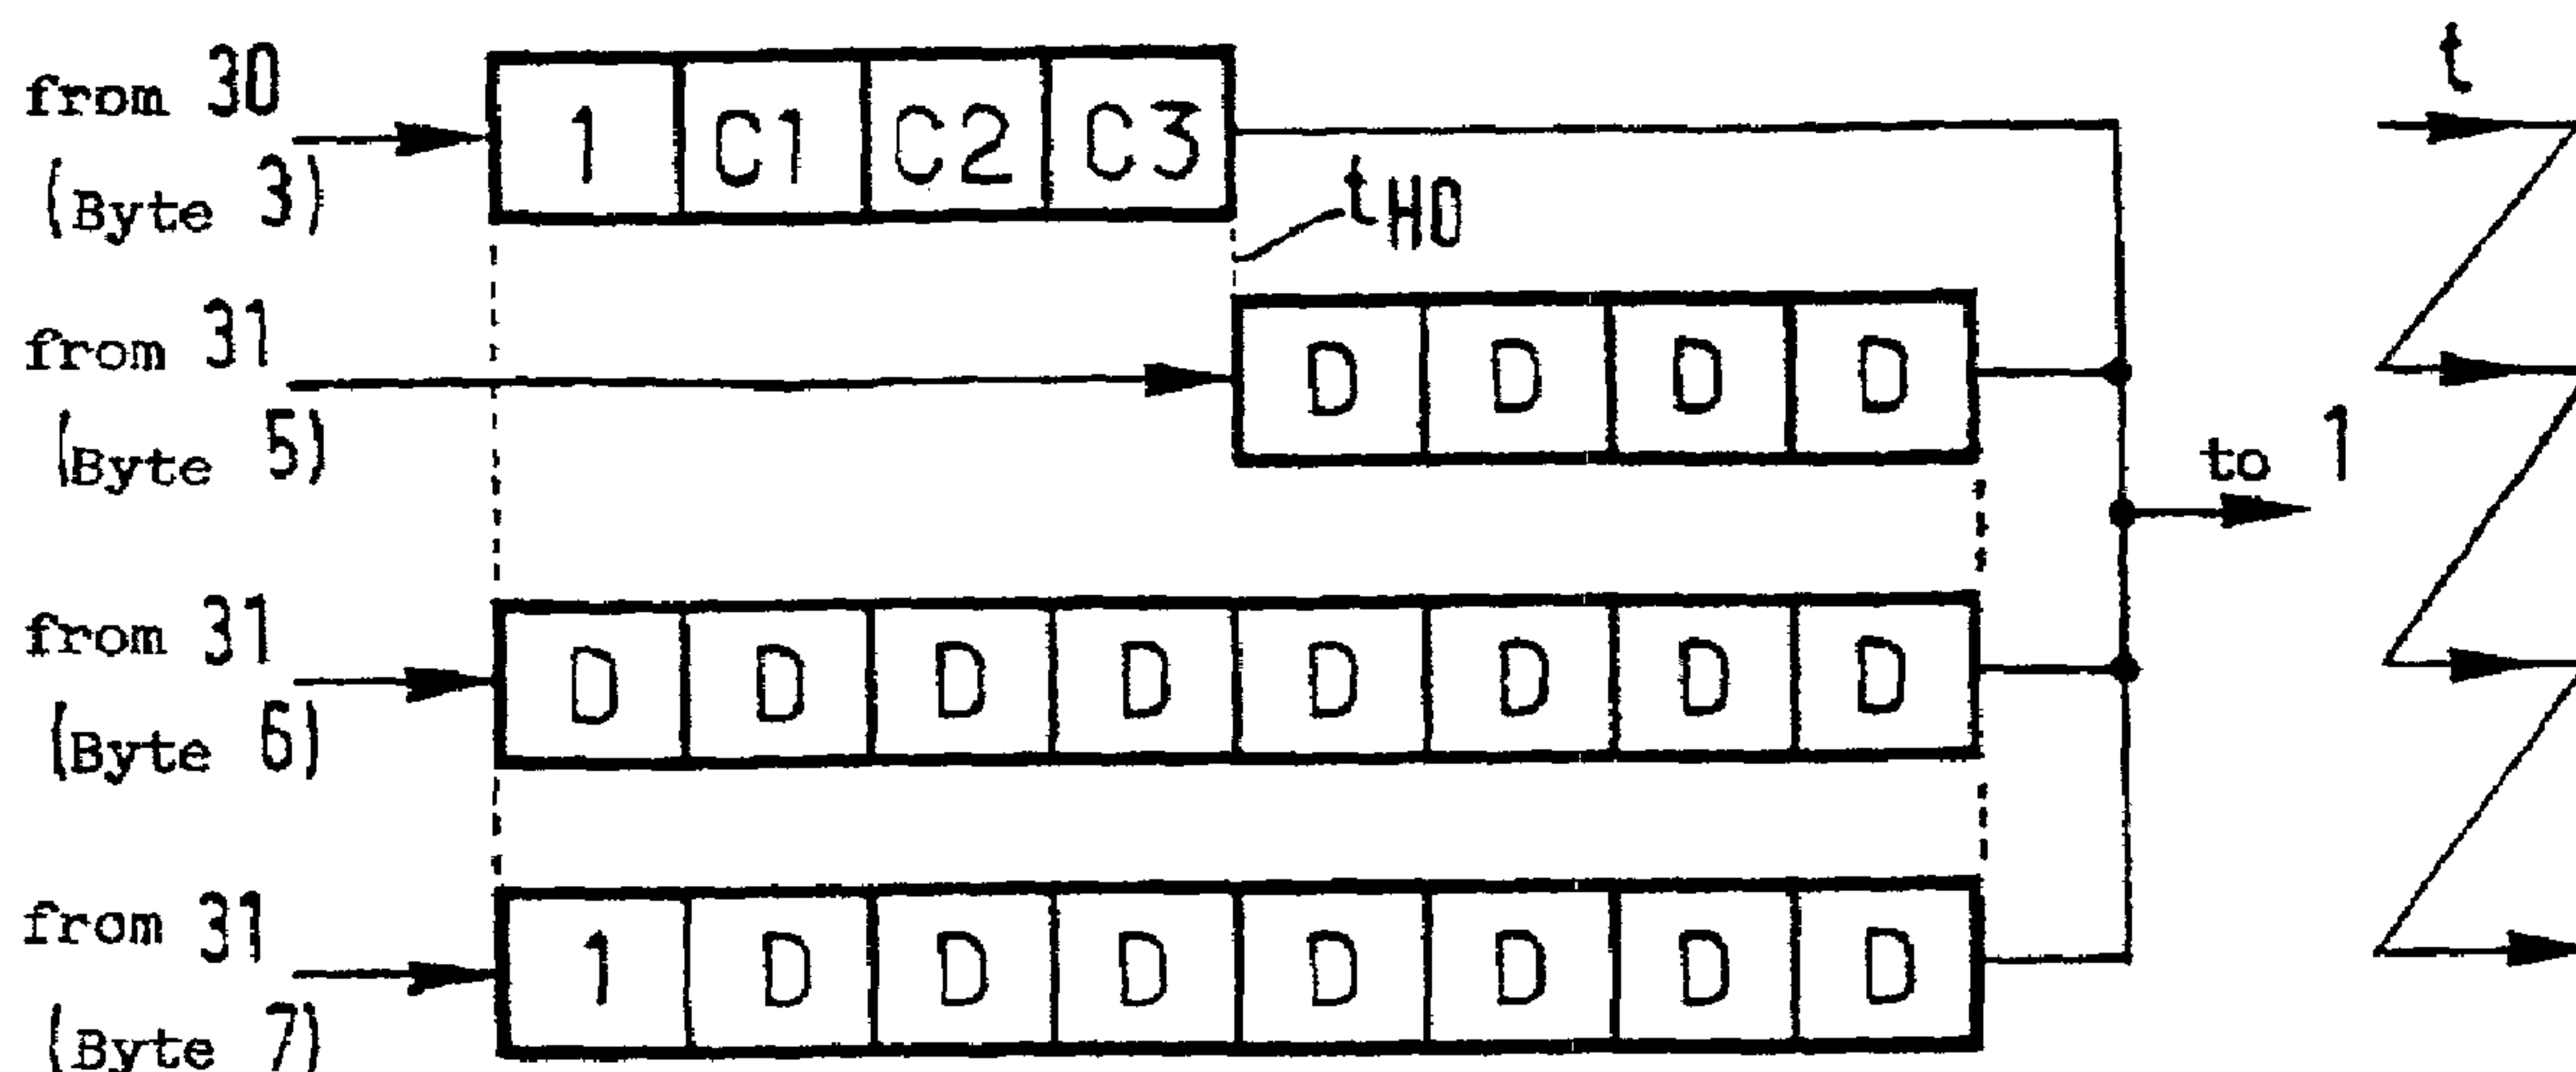 from 30
(Byte 3)
1 C1 C2 C3
t
tHO
from 31
(Byte 5)
D D D D
to 1
from 31
(Byte 6)
D D D D D D D D
from 31
(Byte 7)
1 D D D D D D D